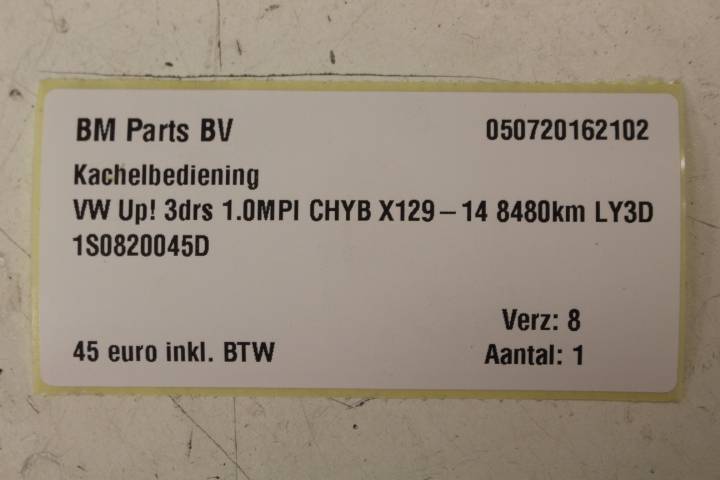 BM Parts BV 050720162102
Kachelbediening
VW Up! 3drs 1.0MPI CHYB X129-14 8480km LY3D
1S0820045D
Verz: 8
45 euro inkl. BTW Aantal: 1